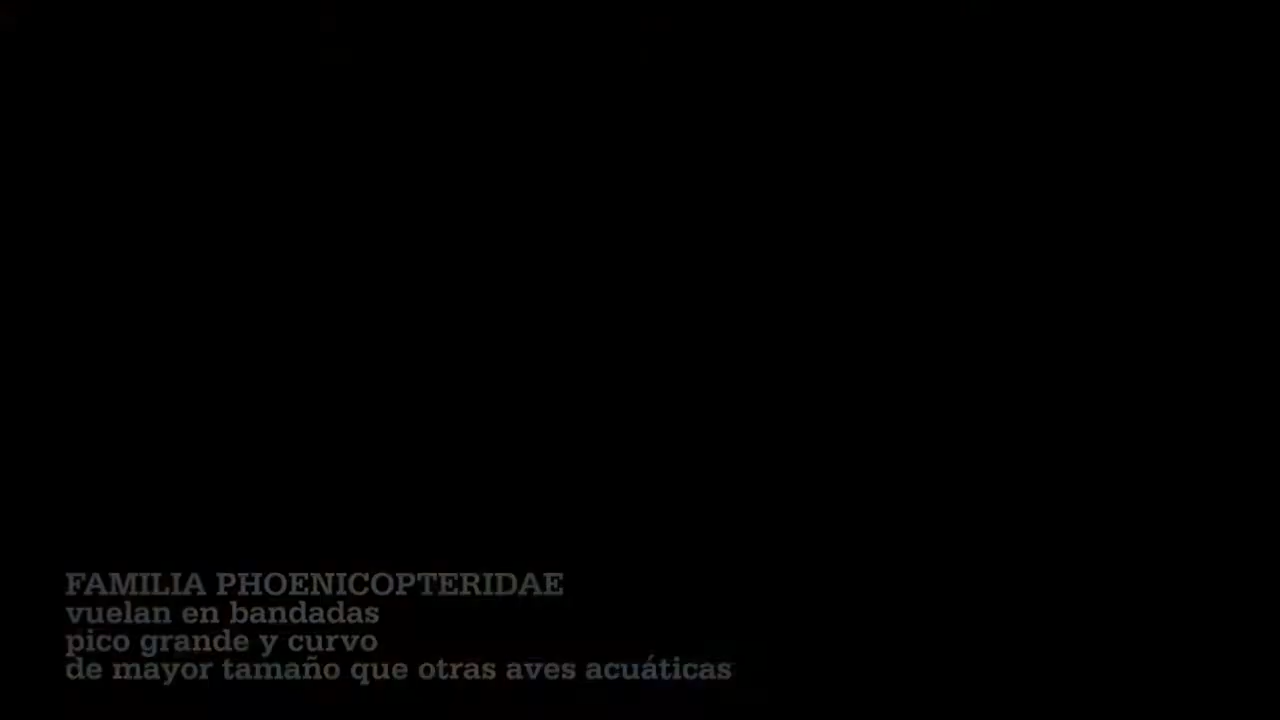 FAMILIA PHOENICOPTERIDAE
vuelan en bandadas
pico grande y curvo
de mayor tamaño que otras aves acuáticas